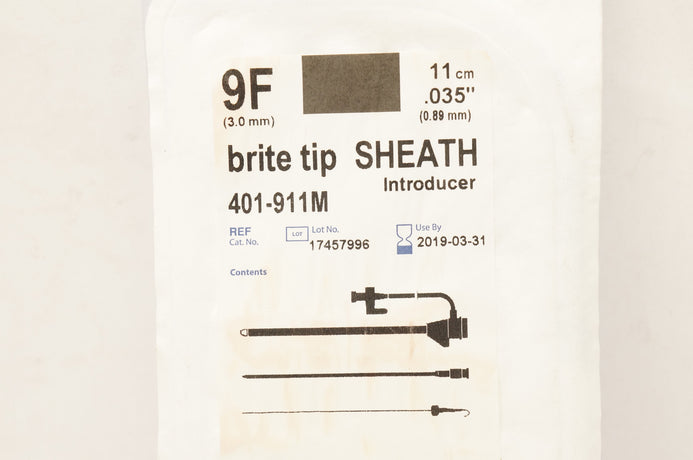 9F
(3.0 mm)
11 cm
.035"
(0.89 mm)
brite tip SHEATH
Introducer
401-911M
REF
Cat. No.
LOT
Lot No.
17457996
Use By
2019-03-31
Contents